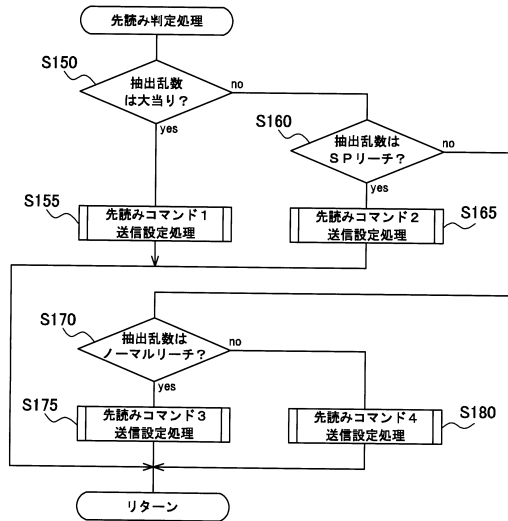 先読み判定処理
S150
抽出乱数
は大当り？
no
yes
S160
抽出乱数は
ＳＰリーチ？
no
yes
S155
先読みコマンド１
送信設定処理
先読みコマンド２
送信設定処理
S165
S170
抽出乱数は
ノーマルリーチ？
no
yes
S175
先読みコマンド３
送信設定処理
先読みコマンド４
送信設定処理
S180
リターン